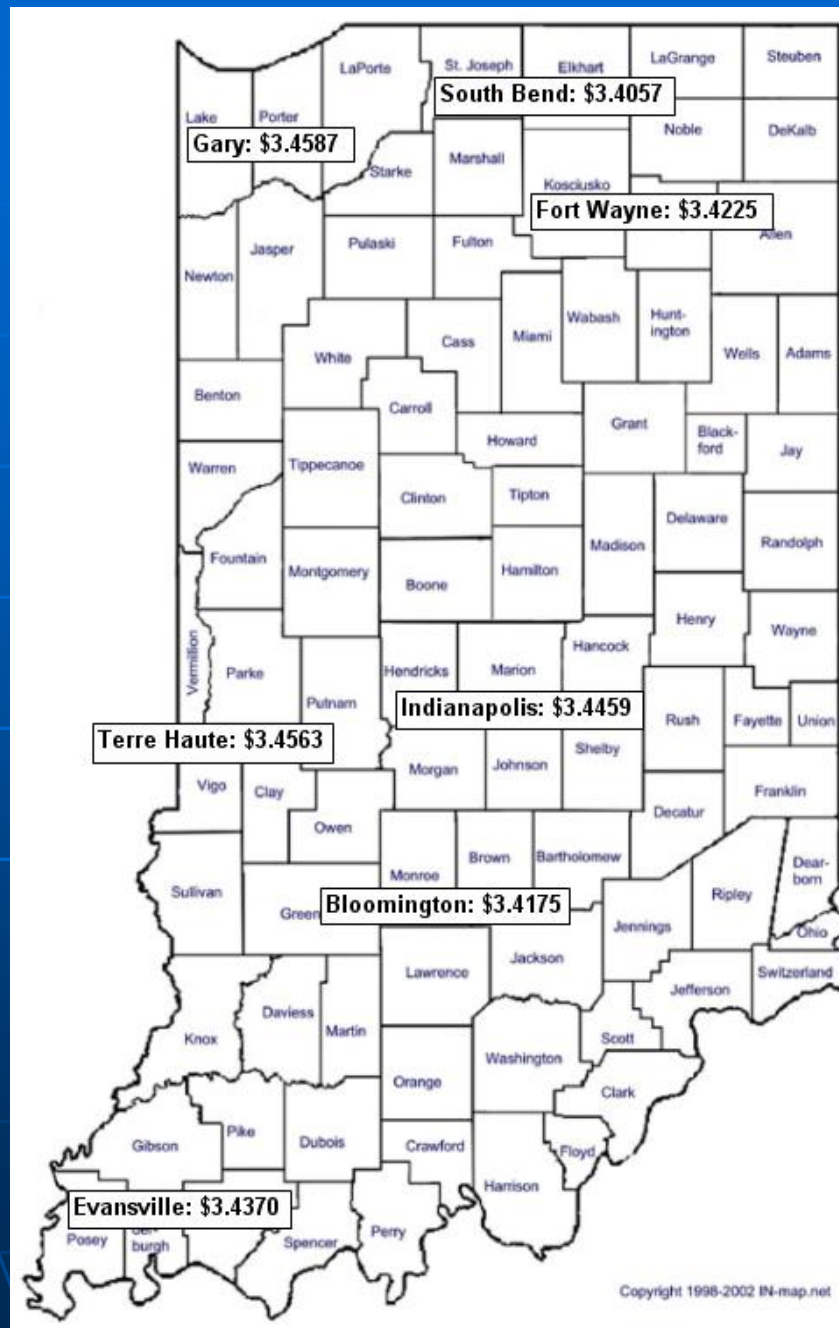 LaPorte
St. Joseph
Elkhart
LaGrange
Steuben
South Bend: $3.4057
Lake
Porter
Noble
DeKalb
Gary: $3.4587
Starke
Marshall
Kosciusko
Fort Wayne: $3.4225
Allen
Newton
Jasper
Pulaski
Fulton
White
Cass
Miami
Wabash
Hunt-
ington
Wells
Adams
Benton
Carroll
Grant
Black-
ford
Jay
Howard
Warren
Tippecanoe
Clinton
Tipton
Delaware
Madison
Randolph
Fountain
Montgomery
Boone
Hamilton
Henry
Wayne
Vermillion
Parke
Putnam
Hendricks
Marion
Hancock
Indianapolis: $3.4459
Rush
Fayette
Union
Terre Haute: $3.4563
Vigo
Clay
Morgan
Johnson
Shelby
Franklin
Decatur
Owen
Monroe
Brown
Bartholomew
Dear-
born
Sullivan
Green
Bloomington: $3.4175
Ripley
Jennings
Ohio
Lawrence
Jackson
Switzerland
Jefferson
Knox
Daviess
Martin
Scott
Washington
Orange
Clark
Gibson
Pike
Dubois
Crawford
Floyd
Harrison
Evansville: $3.4370
Posey
burgh
Spencer
Perry
Copyright 1998-2002 IN-map.net